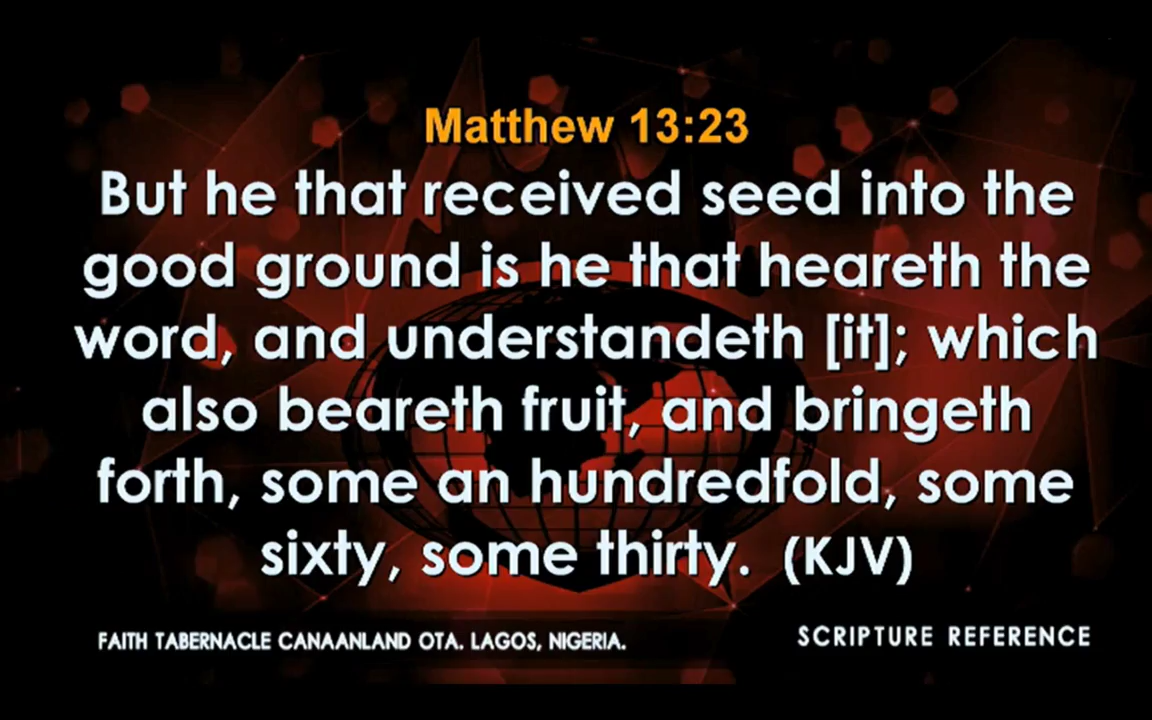 Matthew 13:23
But he that received seed into the
good ground is he that heareth the
word, and understandeth [it]; which
also beareth fruit, and bringeth
forth, some an hundredfold, some
sixty, some thirty. (KJV)
FAITH TABERNACLE CANAANLAND OTA. LAGOS, NIGERIA.
SCRIPTURE REFERENCE